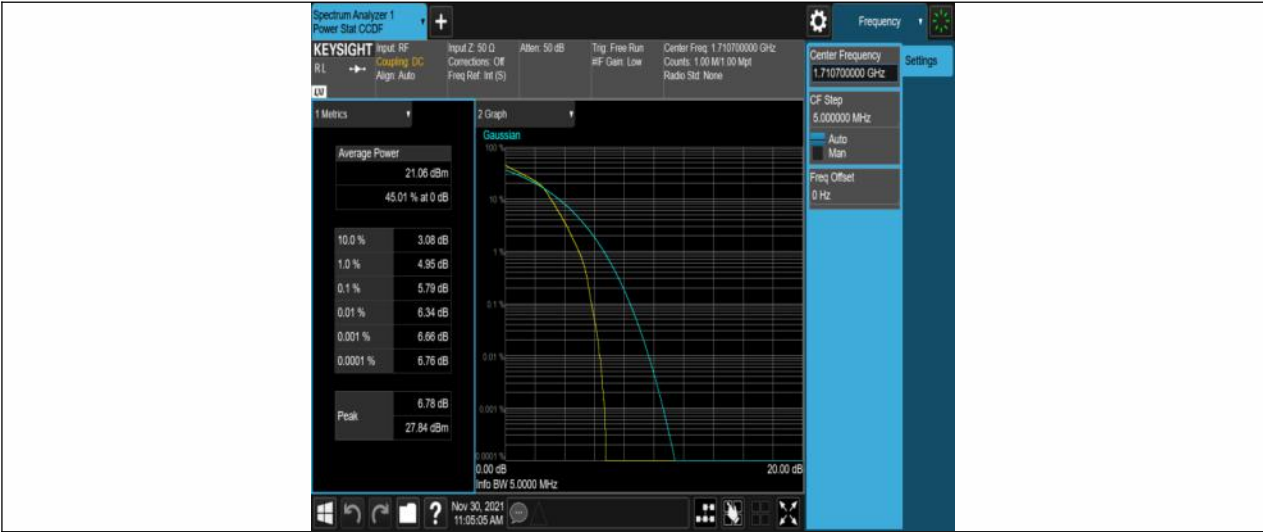 Spectrum Analyzer 1
Power Stat CCDF
Frequency
KEYSIGHT
RL
LW
Input: RF
Coupling: DC
Align: Auto
Input Z: 50 Ω
Corrections: Off
Freq Ref: Int (S)
Atten: 50 dB
Trig: Free Run
#IF Gain: Low
Center Freq: 1.710700000 GHz
Counts: 1.00 M/1.00 Mpt
Radio Std: None
Center Frequency
1.710700000 GHz
Settings
CF Step
5.000000 MHz
Auto
Man
Freq Offset
0 Hz
1 Metrics
Average Power
21.06 dBm
45.01 % at 0 dB
10.0 % 3.08 dB
1.0 % 4.95 dB
0.1 % 5.79 dB
0.01 % 6.34 dB
0.001 % 6.66 dB
0.0001 % 6.76 dB
Peak
6.78 dB
27.84 dBm
2 Graph
Gaussian
100 %
10 %
1 %
0.1 %
0.01 %
0.001 %
0.0001 %
0.00 dB 20.00 dB
Info BW 5.0000 MHz
?
Nov 30, 2021
11:05:05 AM